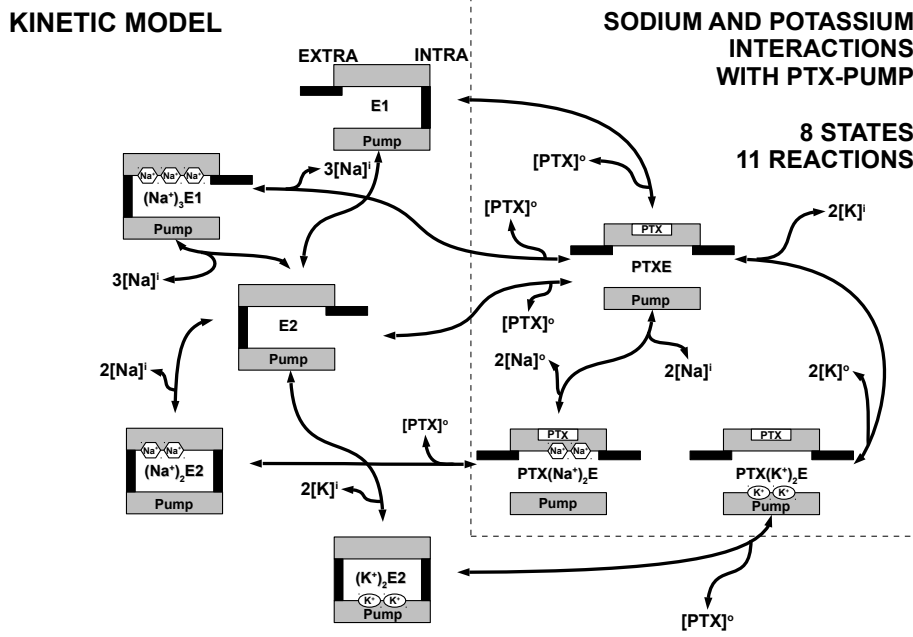 KINETIC MODEL
SODIUM AND POTASSIUM
INTERACTIONS
WITH PTX-PUMP
8 STATES
11 REACTIONS
EXTRA
INTRA
E1
Pump
Na⁺ Na⁺ Na⁺
(Na⁺)₃E1
Pump
3[Na]ⁱ
3[Na]ⁱ
[PTX]ᵒ
[PTX]ᵒ
PTX
PTXE
Pump
2[K]ⁱ
E2
Pump
[PTX]ᵒ
2[Na]ⁱ
2[Na]ᵒ
2[Na]ⁱ
2[K]ᵒ
Na⁺ Na⁺
(Na⁺)₂E2
Pump
[PTX]ᵒ
2[K]ⁱ
PTX
Na⁺ Na⁺
PTX(Na⁺)₂E
Pump
PTX
PTX(K⁺)₂E
K⁺ K⁺
Pump
(K⁺)₂E2
K⁺ K⁺
Pump
[PTX]ᵒ